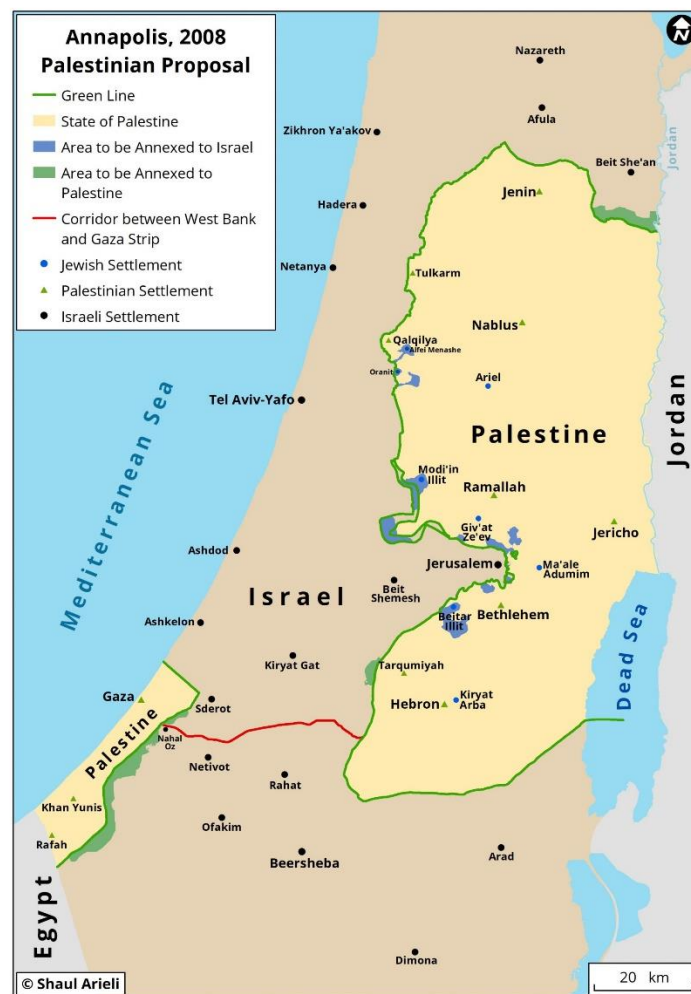 Annapolis, 2008
Palestinian Proposal
Green Line
State of Palestine
Area to be Annexed to Israel
Area to be Annexed to
Palestine
Corridor between West Bank
and Gaza Strip
Jewish Settlement
Palestinian Settlement
Israeli Settlement
N
Nazareth
Afula
Zikhron Ya'akov
Jordan
Beit She'an
Jenin
Hadera
Netanya
Tulkarm
Nablus
Qalqilya
Alfei Menashe
Oranit
Ariel
Tel Aviv-Yafo
Mediterranean Sea
Palestine
Jordan
Modi'in
Illit
Ramallah
Giv'at
Ze'ev
Jericho
Ashdod
Jerusalem
Ma'ale
Adumim
Israel
Beit
Shemesh
Beitar
Illit
Bethlehem
Dead Sea
Ashkelon
Kiryat Gat
Tarqumiyah
Gaza
Sderot
Hebron
Kiryat
Arba
Palestine
Nahal
Oz
Netivot
Rahat
Khan Yunis
Ofakim
Rafah
Beersheba
Arad
Egypt
Dimona
© Shaul Arieli
20 km